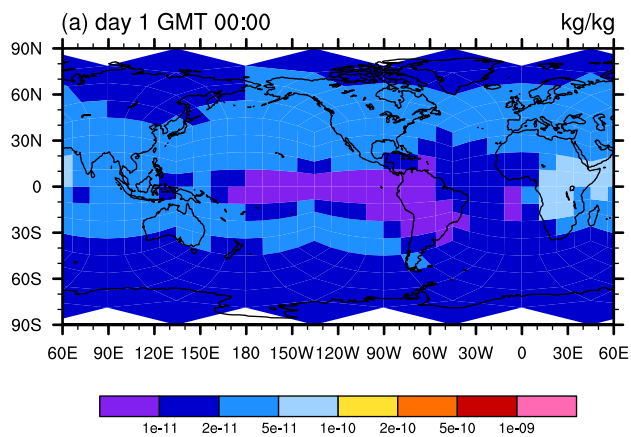 (a) day 1 GMT 00:00 kg/kg
90N
60N
30N
0
30S
60S
90S
60E 90E 120E 150E 180 150W 120W 90W 60W 30W 0 30E 60E
1e-11 2e-11 5e-11 1e-10 2e-10 5e-10 1e-09